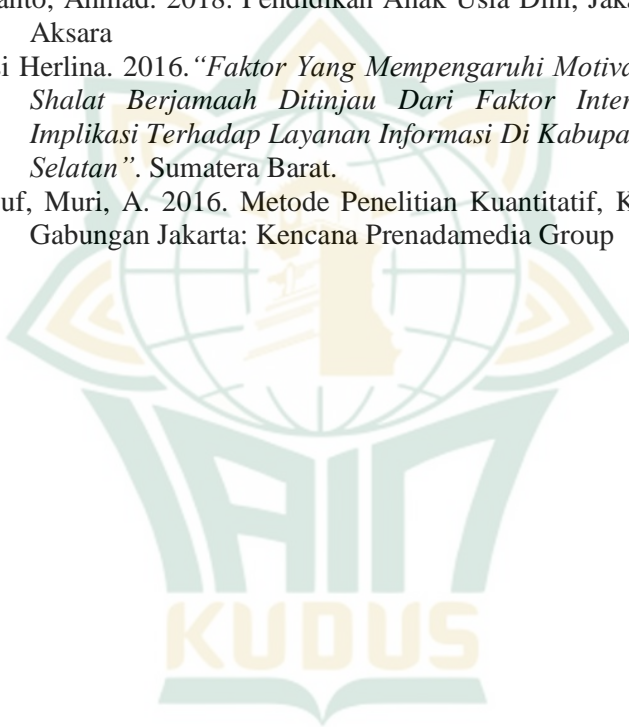 anto, Ahmad. 2018. Pendidikan Anak Usia Dini, Jaka
Aksara
i Herlina. 2016.“Faktor Yang Mempengaruhi Motiva
Shalat Berjamaah Ditinjau Dari Faktor Inter
Implikasi Terhadap Layanan Informasi Di Kabupa
Selatan”. Sumatera Barat.
uf, Muri, A. 2016. Metode Penelitian Kuantitatif, K
Gabungan Jakarta: Kencana Prenadamedia Group
IAIN
KUDUS